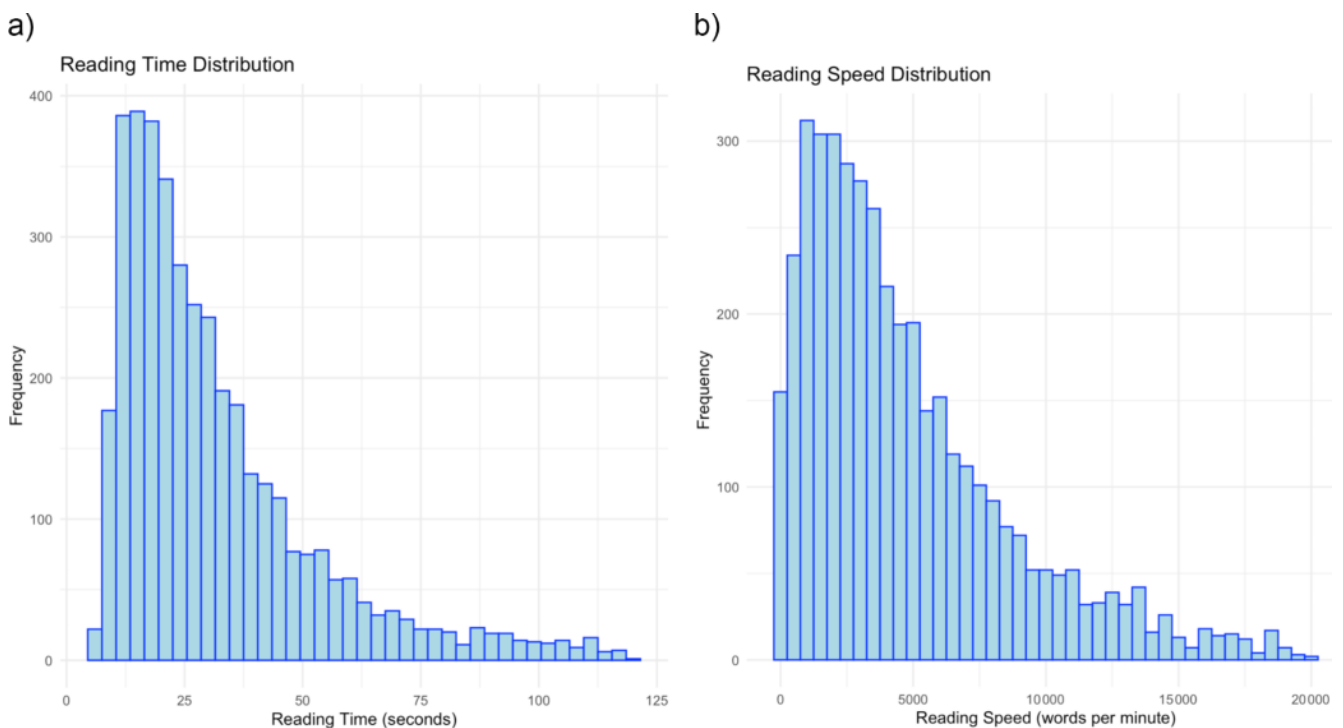 a)
Reading Time Distribution
400
300
200
100
0
Frequency
0 25 50 75 100 125
Reading Time (seconds)
b)
Reading Speed Distribution
300
200
100
0
Frequency
0 5000 10000 15000 20000
Reading Speed (words per minute)